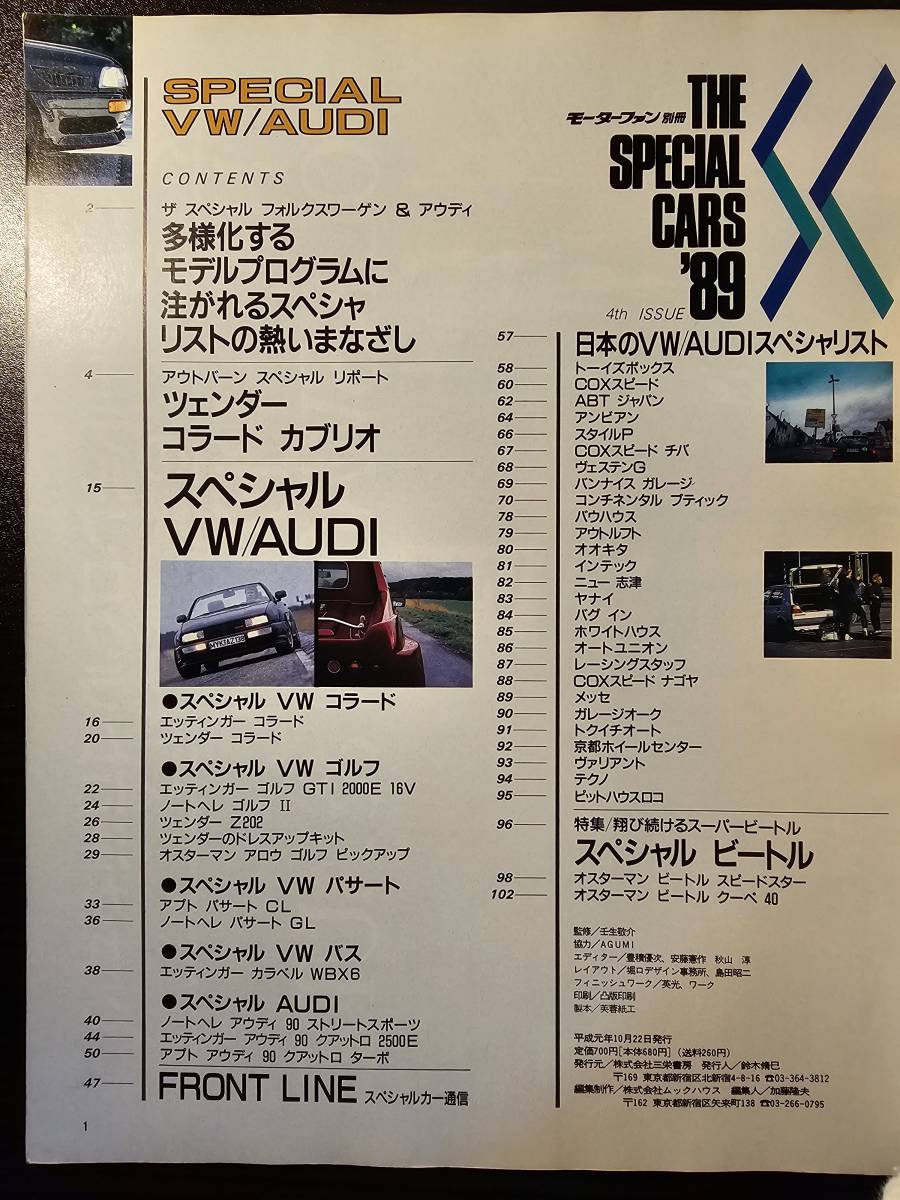 SPECIAL
VW/AUDI
CONTENTS
2 ザ スペシャル フォルクスワーゲン & アウディ
多様化する
モデルプログラムに
注がれるスペシャ
リストの熱いまなざし
4 アウトバーン スペシャル リポート
ツェンダー
コラード カブリオ
15 スペシャル
VW/AUDI
●スペシャル VW コラード
16 エッティンガー コラード
20 ツェンダー コラード
●スペシャル VW ゴルフ
22 エッティンガー ゴルフ GTI 2000E 16V
24 ノートヘレ ゴルフ II
26 ツェンダー Z202
28 ツェンダーのドレスアップキット
29 オスターマン アロウ ゴルフ ピックアップ
●スペシャル VW パサート
33 アプト パサート CL
36 ノートヘレ パサート GL
●スペシャル VW バス
38 エッティンガー カラベル WBX6
●スペシャル AUDI
40 ノートヘレ アウディ 90 ストリートスポーツ
44 エッティンガー アウディ 90 クアットロ 2500E
50 アプト アウディ 90 クアットロ ターボ
47 FRONT LINE スペシャルカー通信
1
モーターファン 別冊
THE
SPECIAL
CARS
'89
4th ISSUE
57 日本のVW/AUDIスペシャリスト
58 トーイズボックス
60 COXスピード
62 ABT ジャパン
64 アンビアン
66 スタイルP
67 COXスピード チバ
68 ヴェステンG
69 バンナイス ガレージ
70 コンチネンタル ブティック
78 バウハウス
79 アウトルフト
80 オオキタ
81 インテック
82 ニュー 志津
83 ヤナイ
84 バグ イン
85 ホワイトハウス
86 オートユニオン
87 レーシングスタッフ
88 COXスピード ナゴヤ
89 メッセ
90 ガレージオーク
91 トクイチオート
92 京都ホイールセンター
93 ヴァリアント
94 テクノ
95 ピットハウスロコ
96 特集/翔び続けるスーパービートル
スペシャル ビートル
98 オスターマン ビートル スピードスター
102 オスターマン ビートル クーペ 40
監修/壬生敬介
協力/AGUMI
エディター/豊積優次、安藤憲作 秋山 淳
レイアウト/堀口デザイン事務所、島田昭二
フィニッシュワーク/英光、ワーク
印刷/凸版印刷
製本/芙蓉紙工
平成元年10月22日発行
定価700円[本体680円] (送料260円)
発行元/株式会社三栄書房 発行人/鈴木脩巳
〒169 東京都新宿区北新宿4-8-16 ☎03-364-3812
編集制作/株式会社ムックハウス 編集人/加藤隆夫
〒162 東京都新宿区矢来町138 ☎03-266-0795